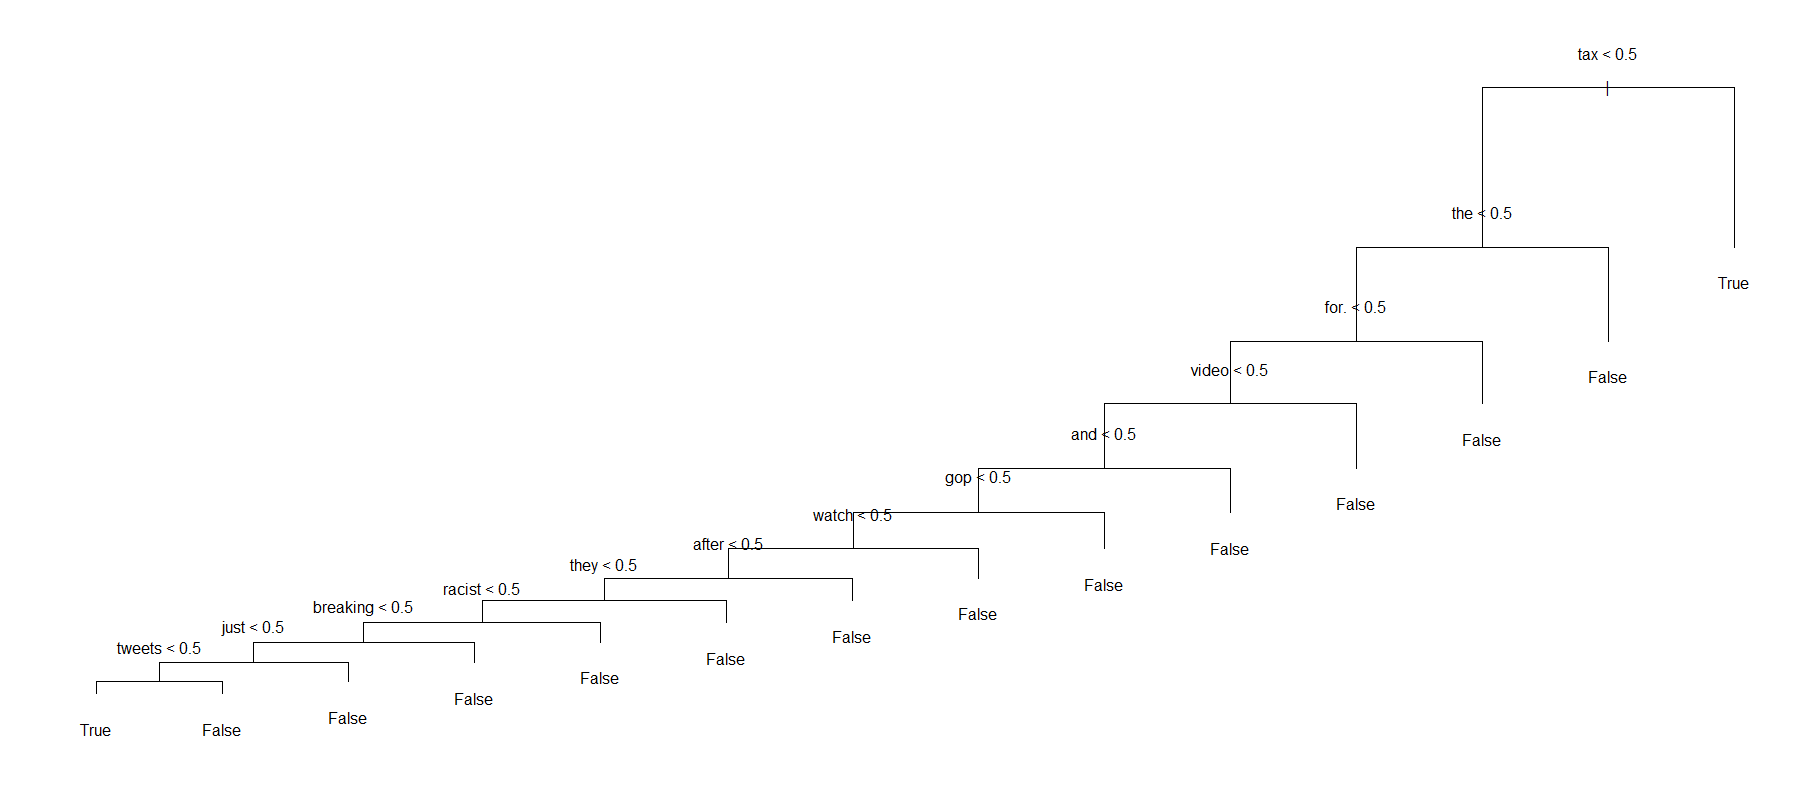 tax < 0.5
the < 0.5
True
for. < 0.5
video < 0.5
False
and < 0.5
False
gop < 0.5
False
watch < 0.5
False
after < 0.5
False
they < 0.5
False
racist < 0.5
False
breaking < 0.5
False
just < 0.5
False
tweets < 0.5
False
False
False
True
False